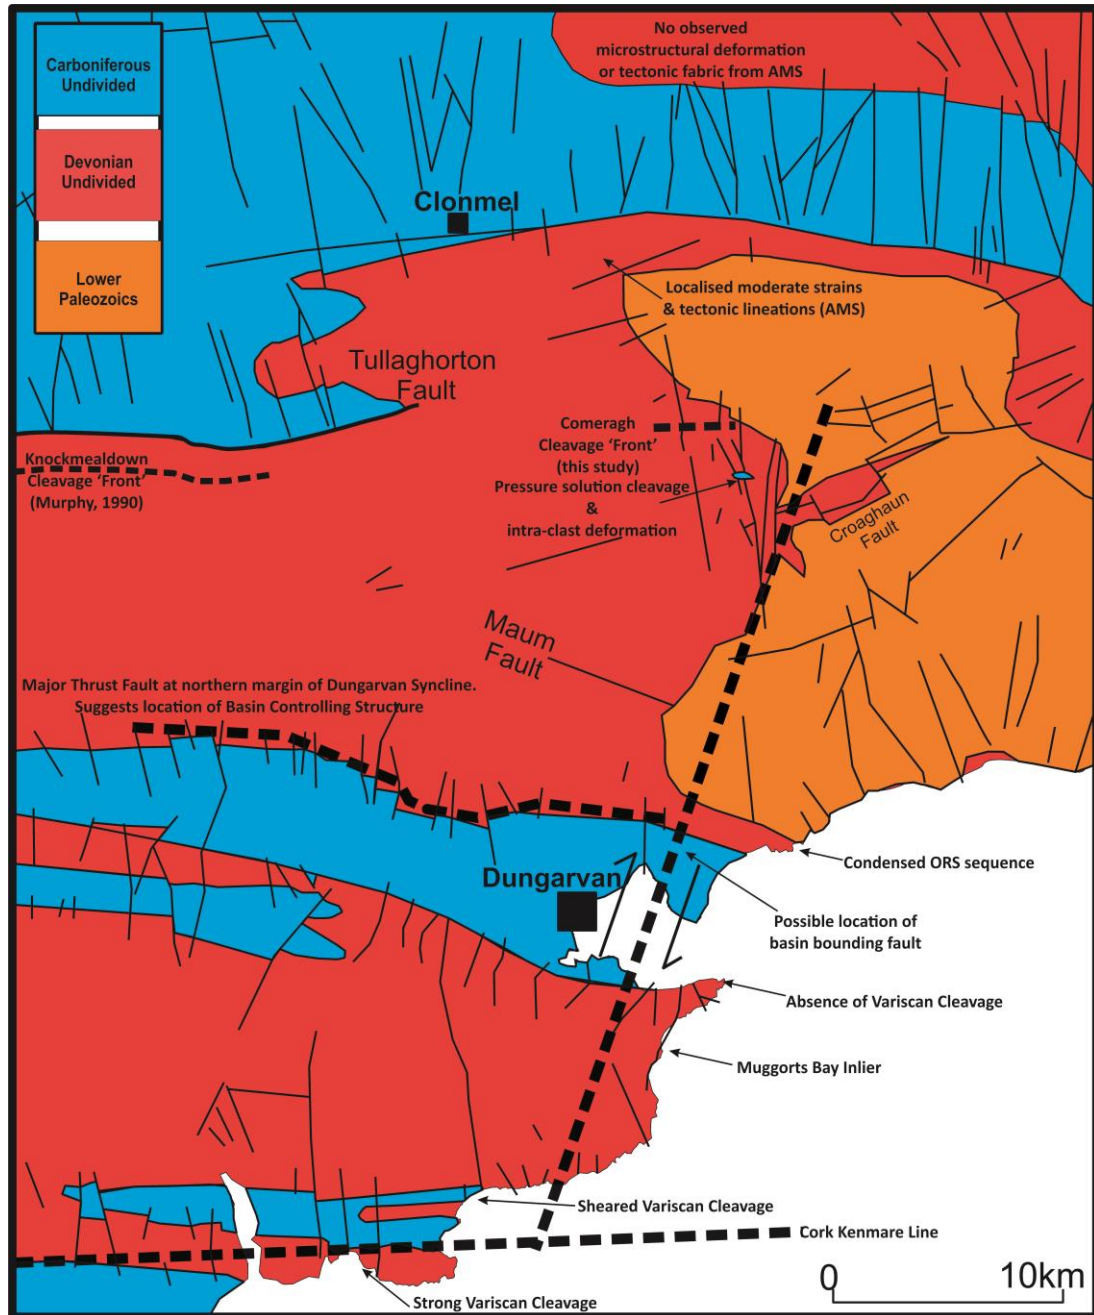 Carboniferous
Undivided
Devonian
Undivided
Lower
Paleozoics
No observed
microstructural deformation
or tectonic fabric from AMS
Clonmel
Localised moderate strains
& tectonic lineations (AMS)
Tullaghorton
Fault
Comeragh
Cleavage ‘Front’
(this study)
Pressure solution cleavage
&
intra-clast deformation
Knockmealdown
Cleavage ‘Front’
(Murphy, 1990)
Croaghaun
Fault
Maum
Fault
Major Thrust Fault at northern margin of Dungarvan Syncline.
Suggests location of Basin Controlling Structure
Condensed ORS sequence
Dungarvan
Possible location of
basin bounding fault
Absence of Variscan Cleavage
Muggorts Bay Inlier
Sheared Variscan Cleavage
Cork Kenmare Line
0 10km
Strong Variscan Cleavage